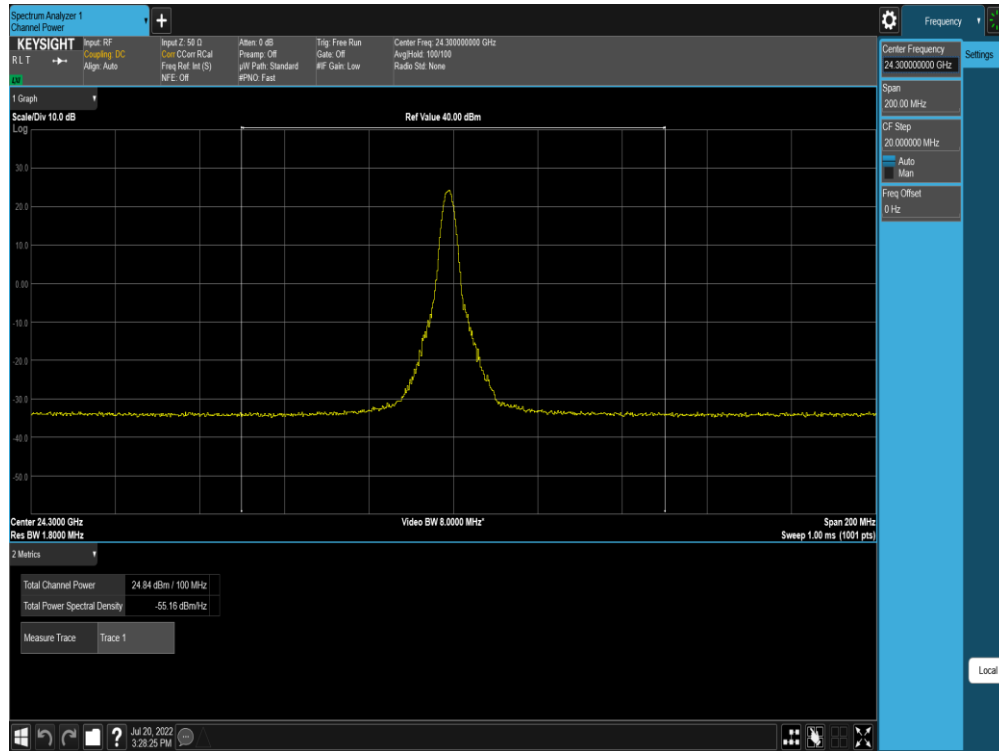 Spectrum Analyzer 1
Channel Power
+
Frequency
KEYSIGHT
RLT
LXI
Input: RF
Coupling: DC
Align: Auto
Input Z: 50 Ω
Corr CCorr RCal
Freq Ref: Int (S)
NFE: Off
Atten: 0 dB
Preamp: Off
µW Path: Standard
#PNO: Fast
Trig: Free Run
Gate: Off
#IF Gain: Low
Center Freq: 24.300000000 GHz
Avg|Hold: 100/100
Radio Std: None
Center Frequency
24.300000000 GHz
Settings
Span
200.00 MHz
CF Step
20.000000 MHz
Auto
Man
Freq Offset
0 Hz
1 Graph
Scale/Div 10.0 dB
Ref Value 40.00 dBm
Log
30.0
20.0
10.0
0.00
-10.0
-20.0
-30.0
-40.0
-50.0
Center 24.3000 GHz
Video BW 8.0000 MHz*
Span 200 MHz
Res BW 1.8000 MHz
Sweep 1.00 ms (1001 pts)
2 Metrics
Total Channel Power 24.84 dBm / 100 MHz
Total Power Spectral Density -55.16 dBm/Hz
Measure Trace Trace 1
Local
?
Jul 20, 2022
3:28:25 PM